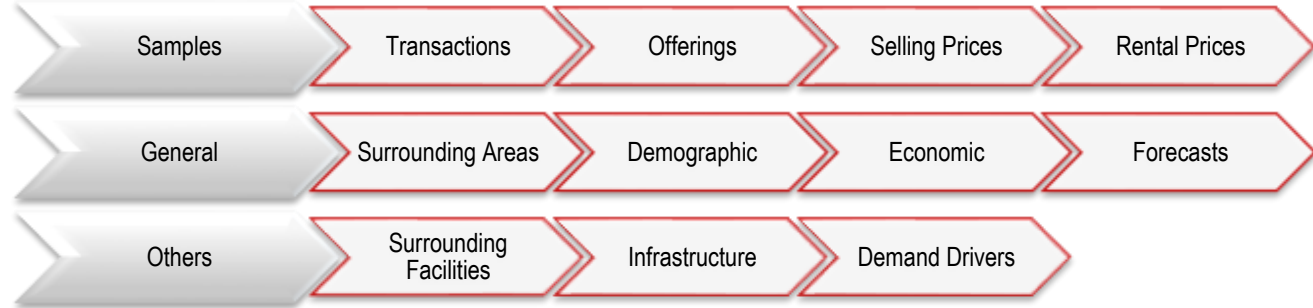 Samples
Transactions
Offerings
Selling Prices
Rental Prices
General
Surrounding Areas
Demographic
Economic
Forecasts
Others
Surrounding
Facilities
Infrastructure
Demand Drivers